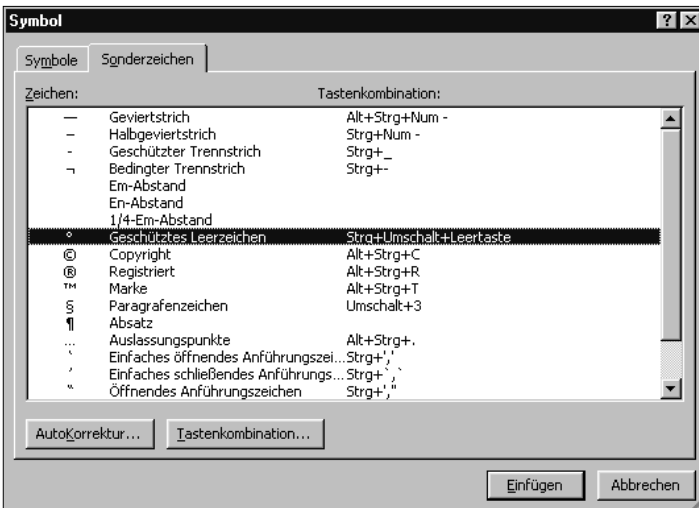 Symbol
Symbole Sonderzeichen
Zeichen: Tastenkombination:
— Geviertstrich Alt+Strg+Num -
– Halbgeviertstrich Strg+Num -
- Geschützter Trennstrich Strg+_
¬ Bedingter Trennstrich Strg+-
Em-Abstand
En-Abstand
1/4-Em-Abstand
° Geschütztes Leerzeichen Strg+Umschalt+Leertaste
© Copyright Alt+Strg+C
® Registriert Alt+Strg+R
™ Marke Alt+Strg+T
§ Paragrafenzeichen Umschalt+3
¶ Absatz
… Auslassungspunkte Alt+Strg+.
‛ Einfaches öffnendes Anführungszei... Strg+','
‚ Einfaches schließendes Anführungs... Strg+`,`
“ Öffnendes Anführungszeichen Strg+',"
AutoKorrektur... Tastenkombination...
Einfügen Abbrechen